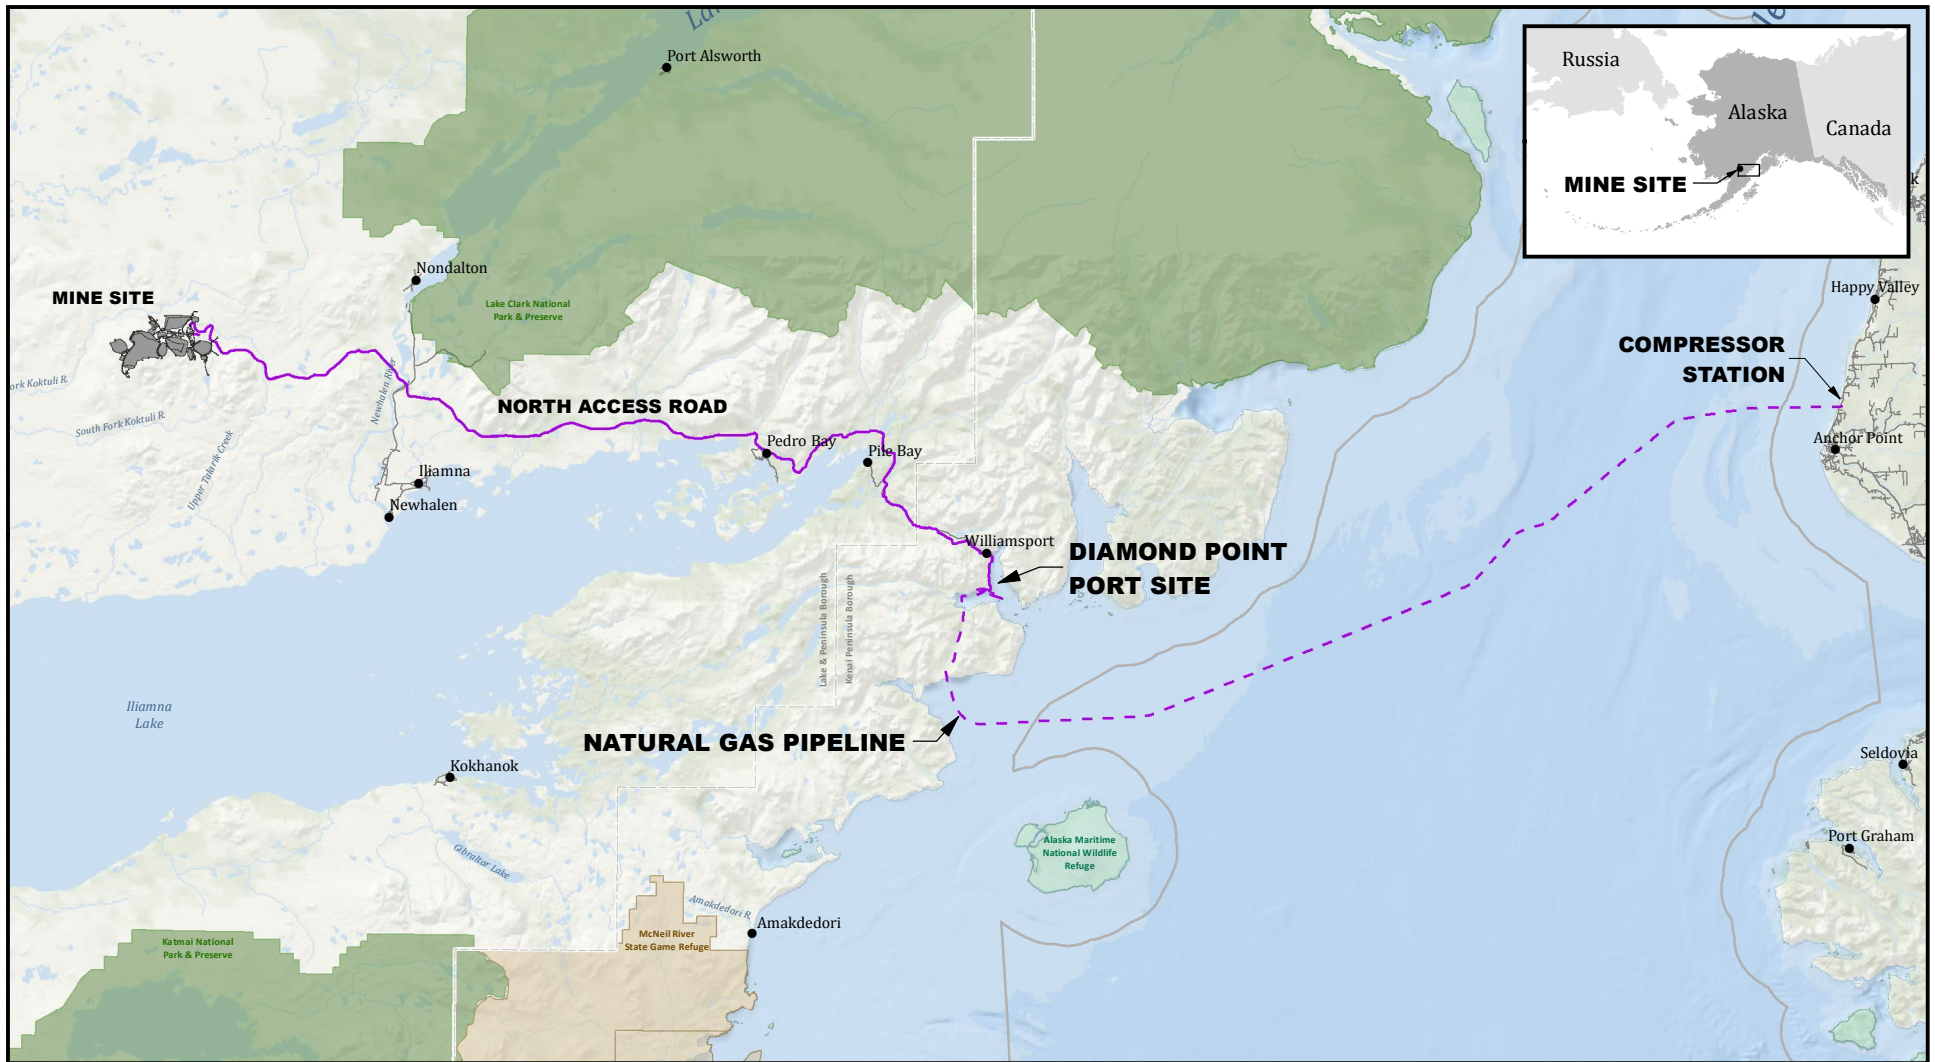 Port Alsworth
Russia
Alaska
Canada
MINE SITE
Nondalton
Happy Valley
MINE SITE
Lake Clark National
Park & Preserve
COMPRESSOR
STATION
ork Koktuli R.
Newhalen River
NORTH ACCESS ROAD
South Fork Koktuli R.
Upper Talarik Creek
Pedro Bay
Pile Bay
Anchor Point
Iliamna
Newhalen
Williamsport
DIAMOND POINT
PORT SITE
Lake & Peninsula Borough
Kenai Peninsula Borough
Iliamna
Lake
NATURAL GAS PIPELINE
Kokhanok
Seldovia
Alaska Maritime
National Wildlife
Refuge
Port Graham
Gibraltar Lake
Amakdedori R.
Amakdedori
McNeil River
State Game Refuge
Katmai National
Park & Preserve